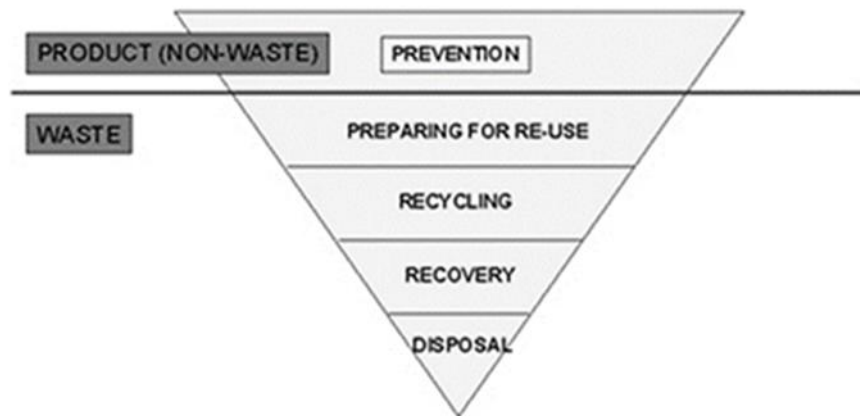 PRODUCT (NON-WASTE)
PREVENTION
WASTE
PREPARING FOR RE-USE
RECYCLING
RECOVERY
DISPOSAL